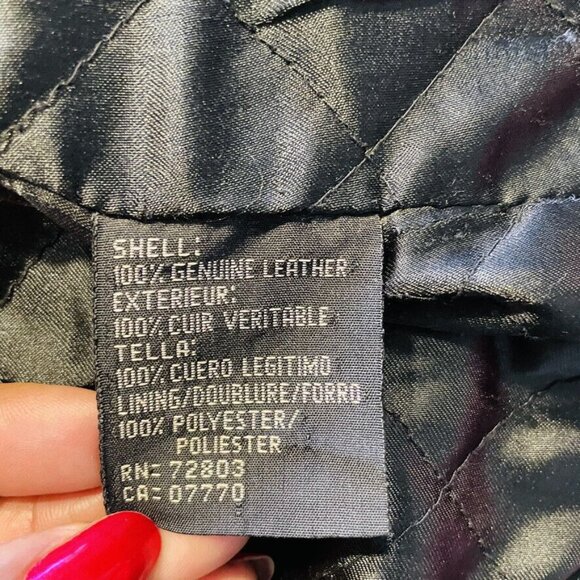 SHELL:
100% GENUINE LEATHER
EXTERIEUR:
100% CUIR VERITABLE
TELLA:
100% CUERO LEGITIMO
LINING/DOUBLURE/FORRO
100% POLYESTER/
POLIESTER
RN= 72803
CA= 07770